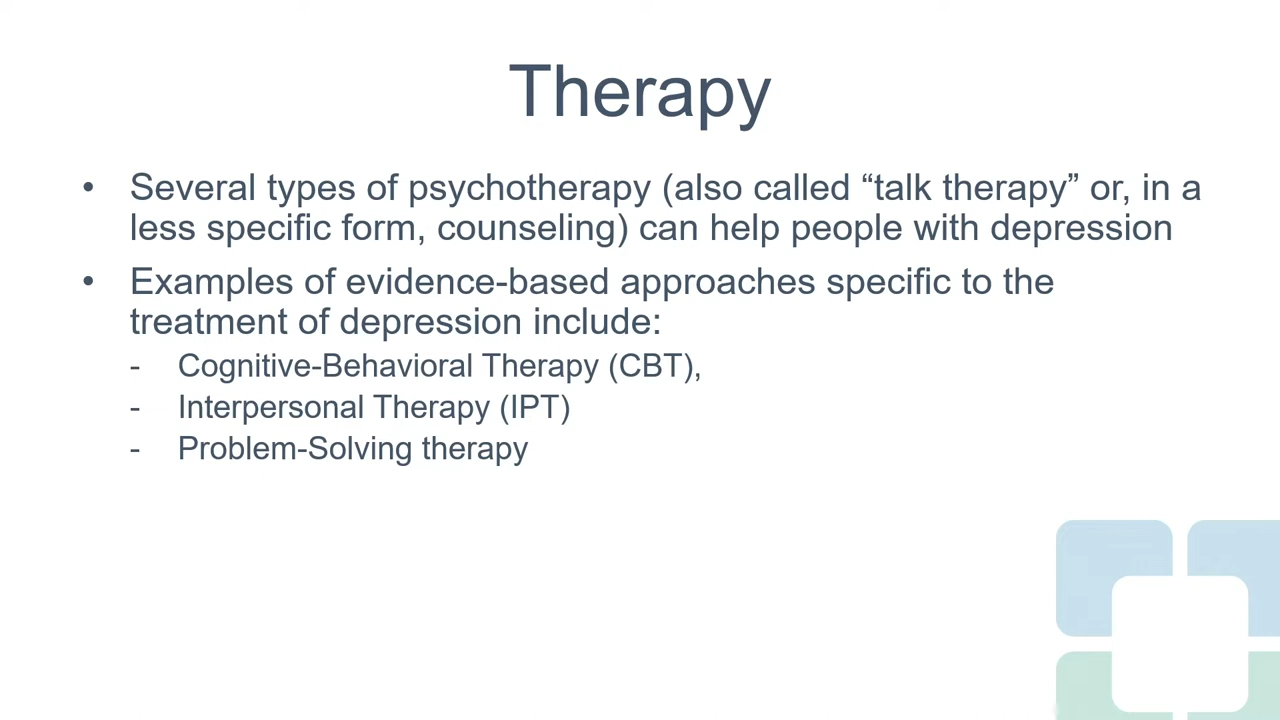 Therapy
• Several types of psychotherapy (also called “talk therapy” or, in a
less specific form, counseling) can help people with depression
• Examples of evidence-based approaches specific to the
treatment of depression include:
- Cognitive-Behavioral Therapy (CBT),
- Interpersonal Therapy (IPT)
- Problem-Solving therapy